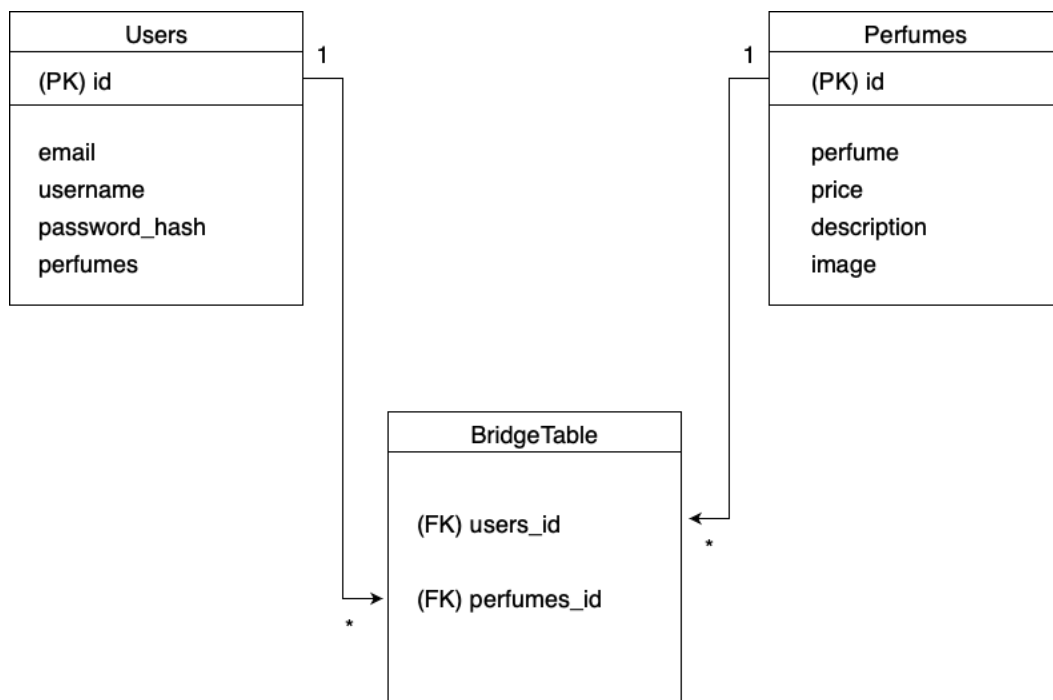 Users
(PK) id
email
username
password_hash
perfumes
1
1
Perfumes
(PK) id
perfume
price
description
image
BridgeTable
(FK) users_id
(FK) perfumes_id
*
*